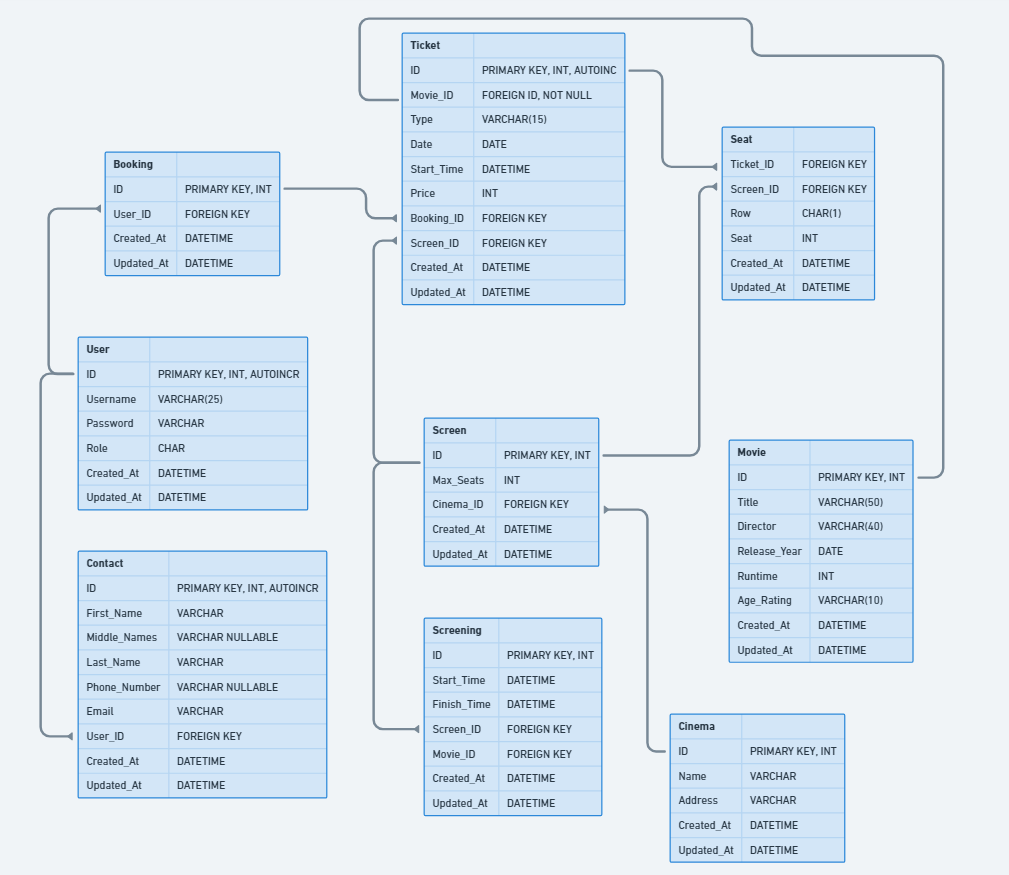 Ticket
ID PRIMARY KEY, INT, AUTOINC
Movie_ID FOREIGN ID, NOT NULL
Type VARCHAR(15)
Date DATE
Start_Time DATETIME
Price INT
Booking_ID FOREIGN KEY
Screen_ID FOREIGN KEY
Created_At DATETIME
Updated_At DATETIME
Seat
Ticket_ID FOREIGN KEY
Screen_ID FOREIGN KEY
Row CHAR(1)
Seat INT
Created_At DATETIME
Updated_At DATETIME
Booking
ID PRIMARY KEY, INT
User_ID FOREIGN KEY
Created_At DATETIME
Updated_At DATETIME
User
ID PRIMARY KEY, INT, AUTOINCR
Username VARCHAR(25)
Password VARCHAR
Role CHAR
Created_At DATETIME
Updated_At DATETIME
Screen
ID PRIMARY KEY, INT
Max_Seats INT
Cinema_ID FOREIGN KEY
Created_At DATETIME
Updated_At DATETIME
Movie
ID PRIMARY KEY, INT
Title VARCHAR(50)
Director VARCHAR(40)
Release_Year DATE
Runtime INT
Age_Rating VARCHAR(10)
Created_At DATETIME
Updated_At DATETIME
Contact
ID PRIMARY KEY, INT, AUTOINCR
First_Name VARCHAR
Middle_Names VARCHAR NULLABLE
Last_Name VARCHAR
Phone_Number VARCHAR NULLABLE
Email VARCHAR
User_ID FOREIGN KEY
Created_At DATETIME
Updated_At DATETIME
Screening
ID PRIMARY KEY, INT
Start_Time DATETIME
Finish_Time DATETIME
Screen_ID FOREIGN KEY
Movie_ID FOREIGN KEY
Created_At DATETIME
Updated_At DATETIME
Cinema
ID PRIMARY KEY, INT
Name VARCHAR
Address VARCHAR
Created_At DATETIME
Updated_At DATETIME